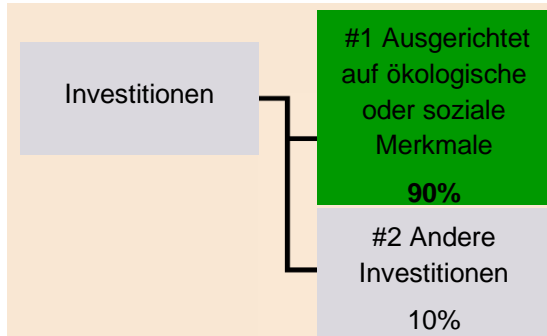 Investitionen
#1 Ausgerichtet
auf ökologische
oder soziale
Merkmale
90%
#2 Andere
Investitionen
10%